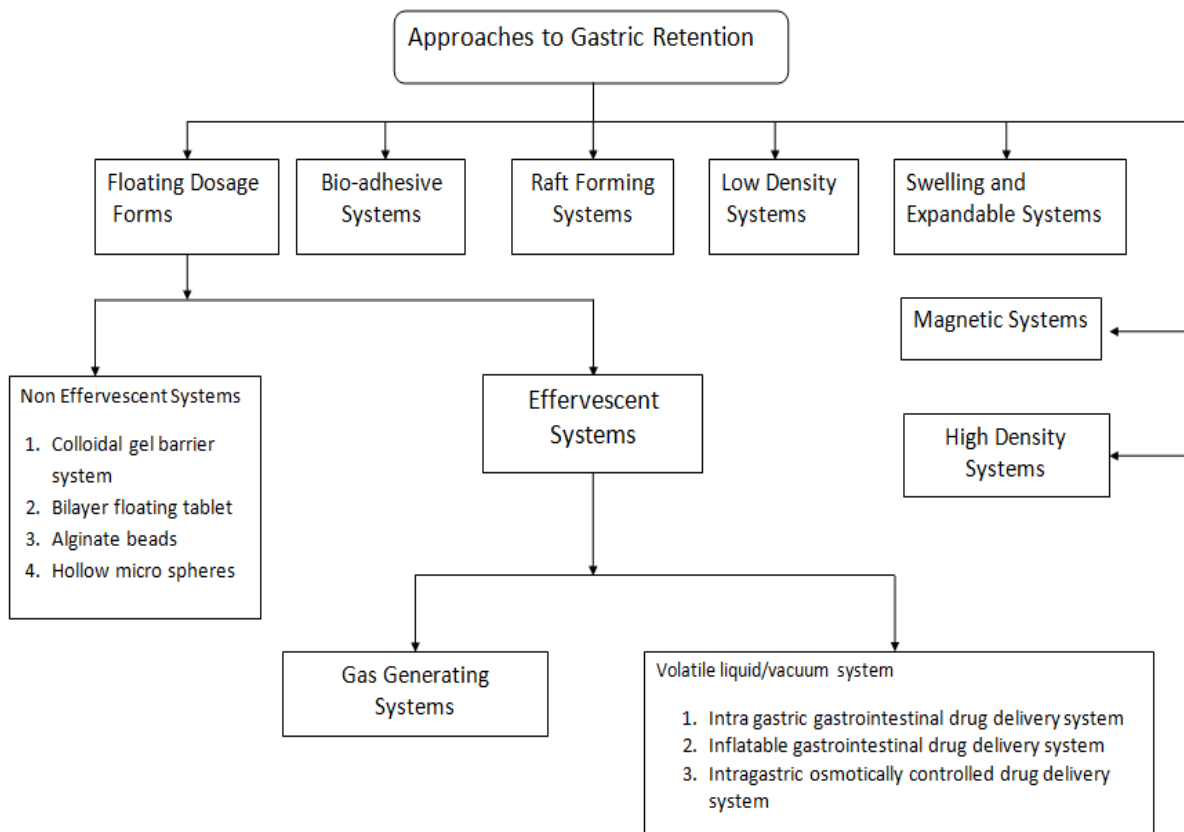 Approaches to Gastric Retention
Floating Dosage
Forms
Bio-adhesive
Systems
Raft Forming
Systems
Low Density
Systems
Swelling and
Expandable Systems
Magnetic Systems
High Density
Systems
Non Effervescent Systems
1. Colloidal gel barrier
system
2. Bilayer floating tablet
3. Alginate beads
4. Hollow micro spheres
Effervescent
Systems
Gas Generating
Systems
Volatile liquid/vacuum system
1. Intra gastric gastrointestinal drug delivery system
2. Inflatable gastrointestinal drug delivery system
3. Intragastric osmotically controlled drug delivery
system